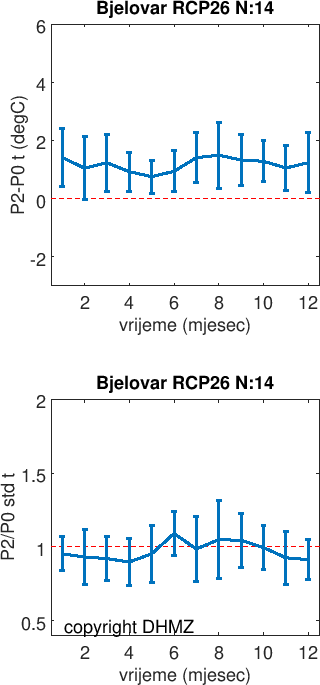 Bjelovar RCP26 N:14
P2-P0 t (degC)
6
4
2
0
-2
2 4 6 8 10 12
vrijeme (mjesec)
Bjelovar RCP26 N:14
P2/P0 std t
2
1.5
1
0.5
copyright DHMZ
2 4 6 8 10 12
vrijeme (mjesec)